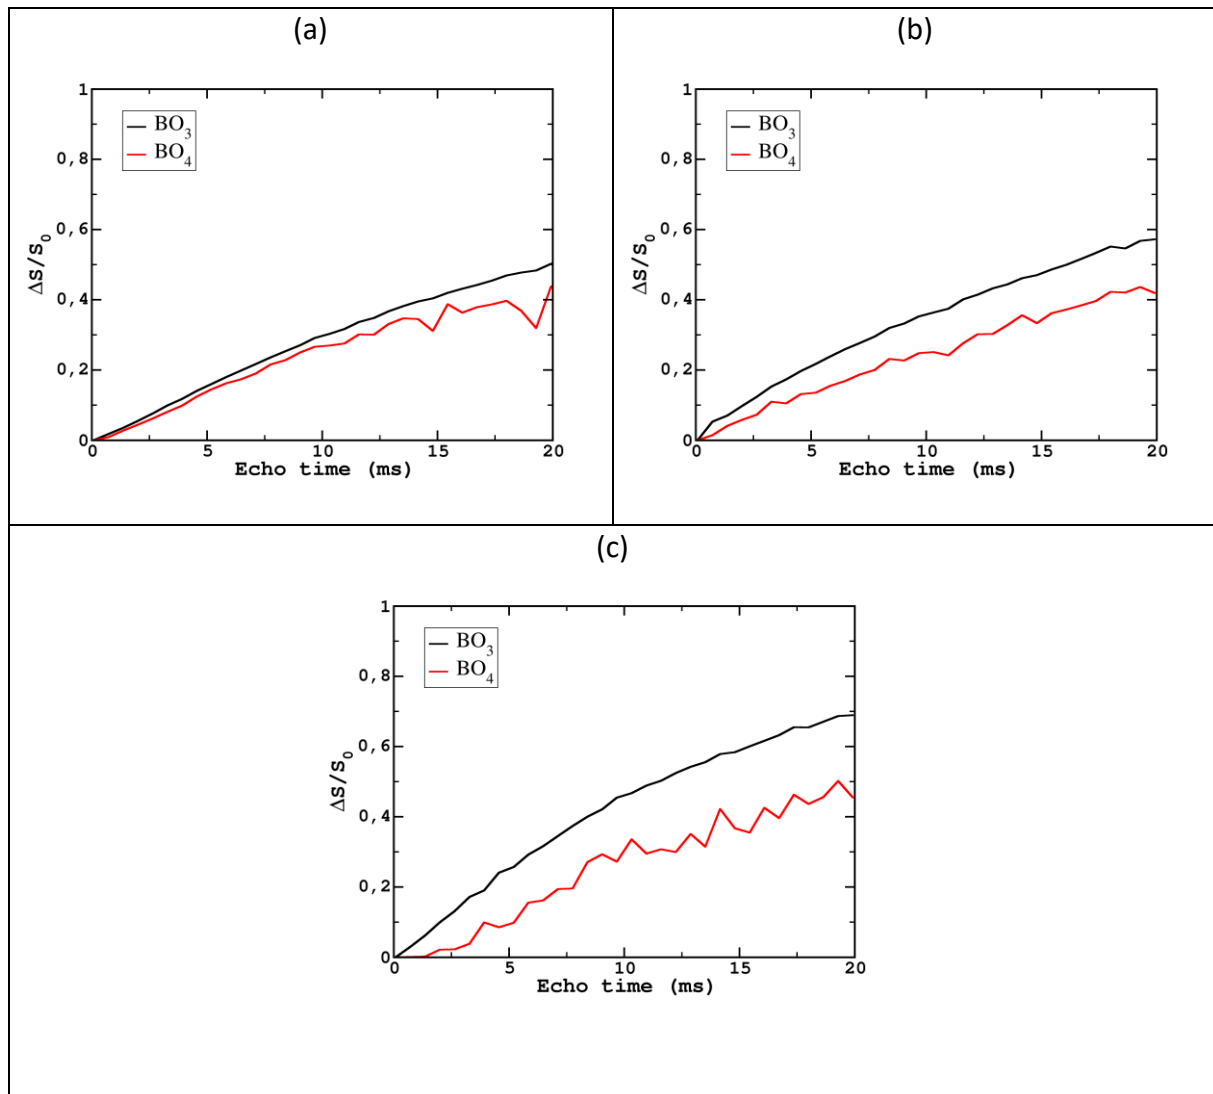 (a)
1
0,8
0,6
0,4
0,2
0
ΔS/S₀
BO₃
BO₄
0 5 10 15 20
Echo time (ms)
(b)
1
0,8
0,6
0,4
0,2
0
ΔS/S₀
BO₃
BO₄
0 5 10 15 20
Echo time (ms)
(c)
1
0,8
0,6
0,4
0,2
0
ΔS/S₀
BO₃
BO₄
0 5 10 15 20
Echo time (ms)